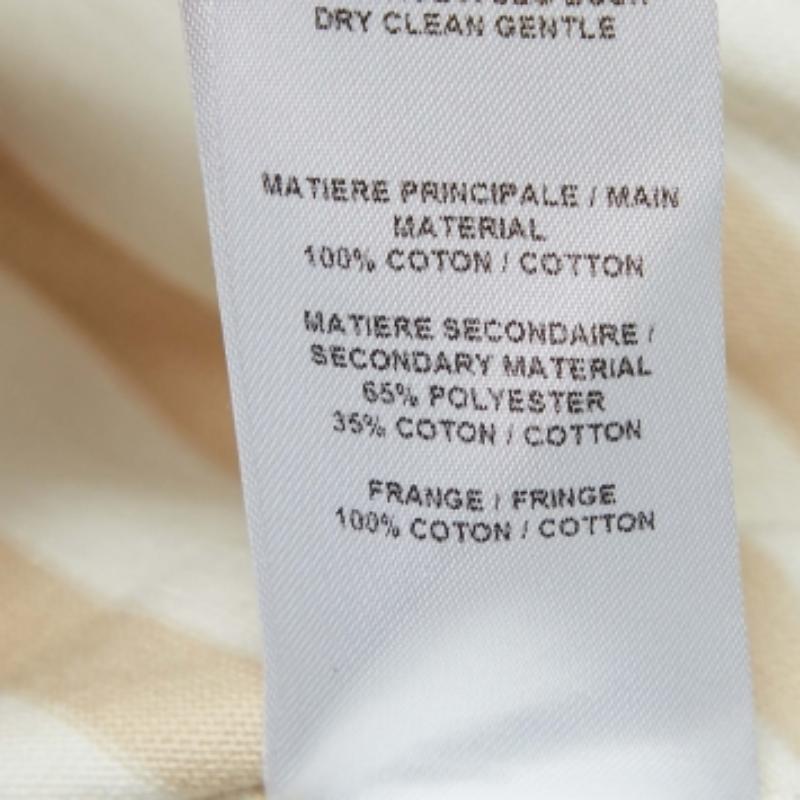 DRY CLEAN GENTLE
MATIERE PRINCIPALE / MAIN
MATERIAL
100% COTON / COTTON
MATIERE SECONDAIRE /
SECONDARY MATERIAL
65% POLYESTER
35% COTON / COTTON
FRANGE / FRINGE
100% COTON / COTTON